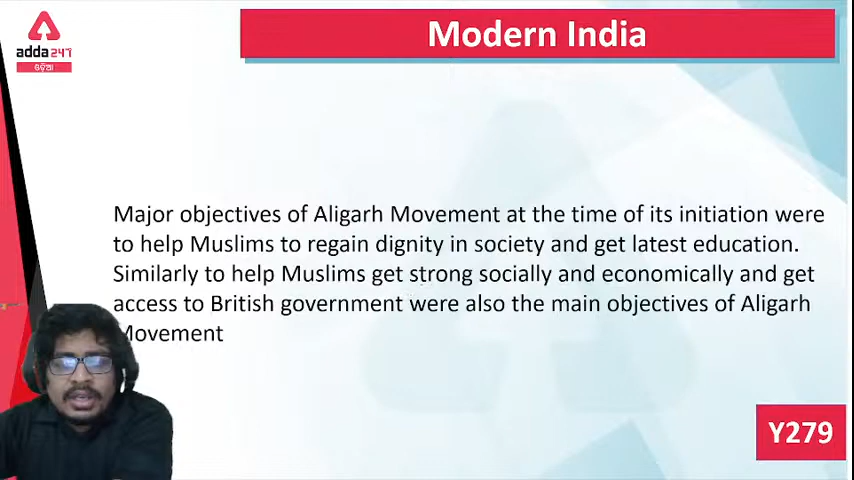 adda247
ଓଡ଼ିଆ
Modern India
Major objectives of Aligarh Movement at the time of its initiation were
to help Muslims to regain dignity in society and get latest education.
Similarly to help Muslims get strong socially and economically and get
access to British government were also the main objectives of Aligarh
Movement
Y279